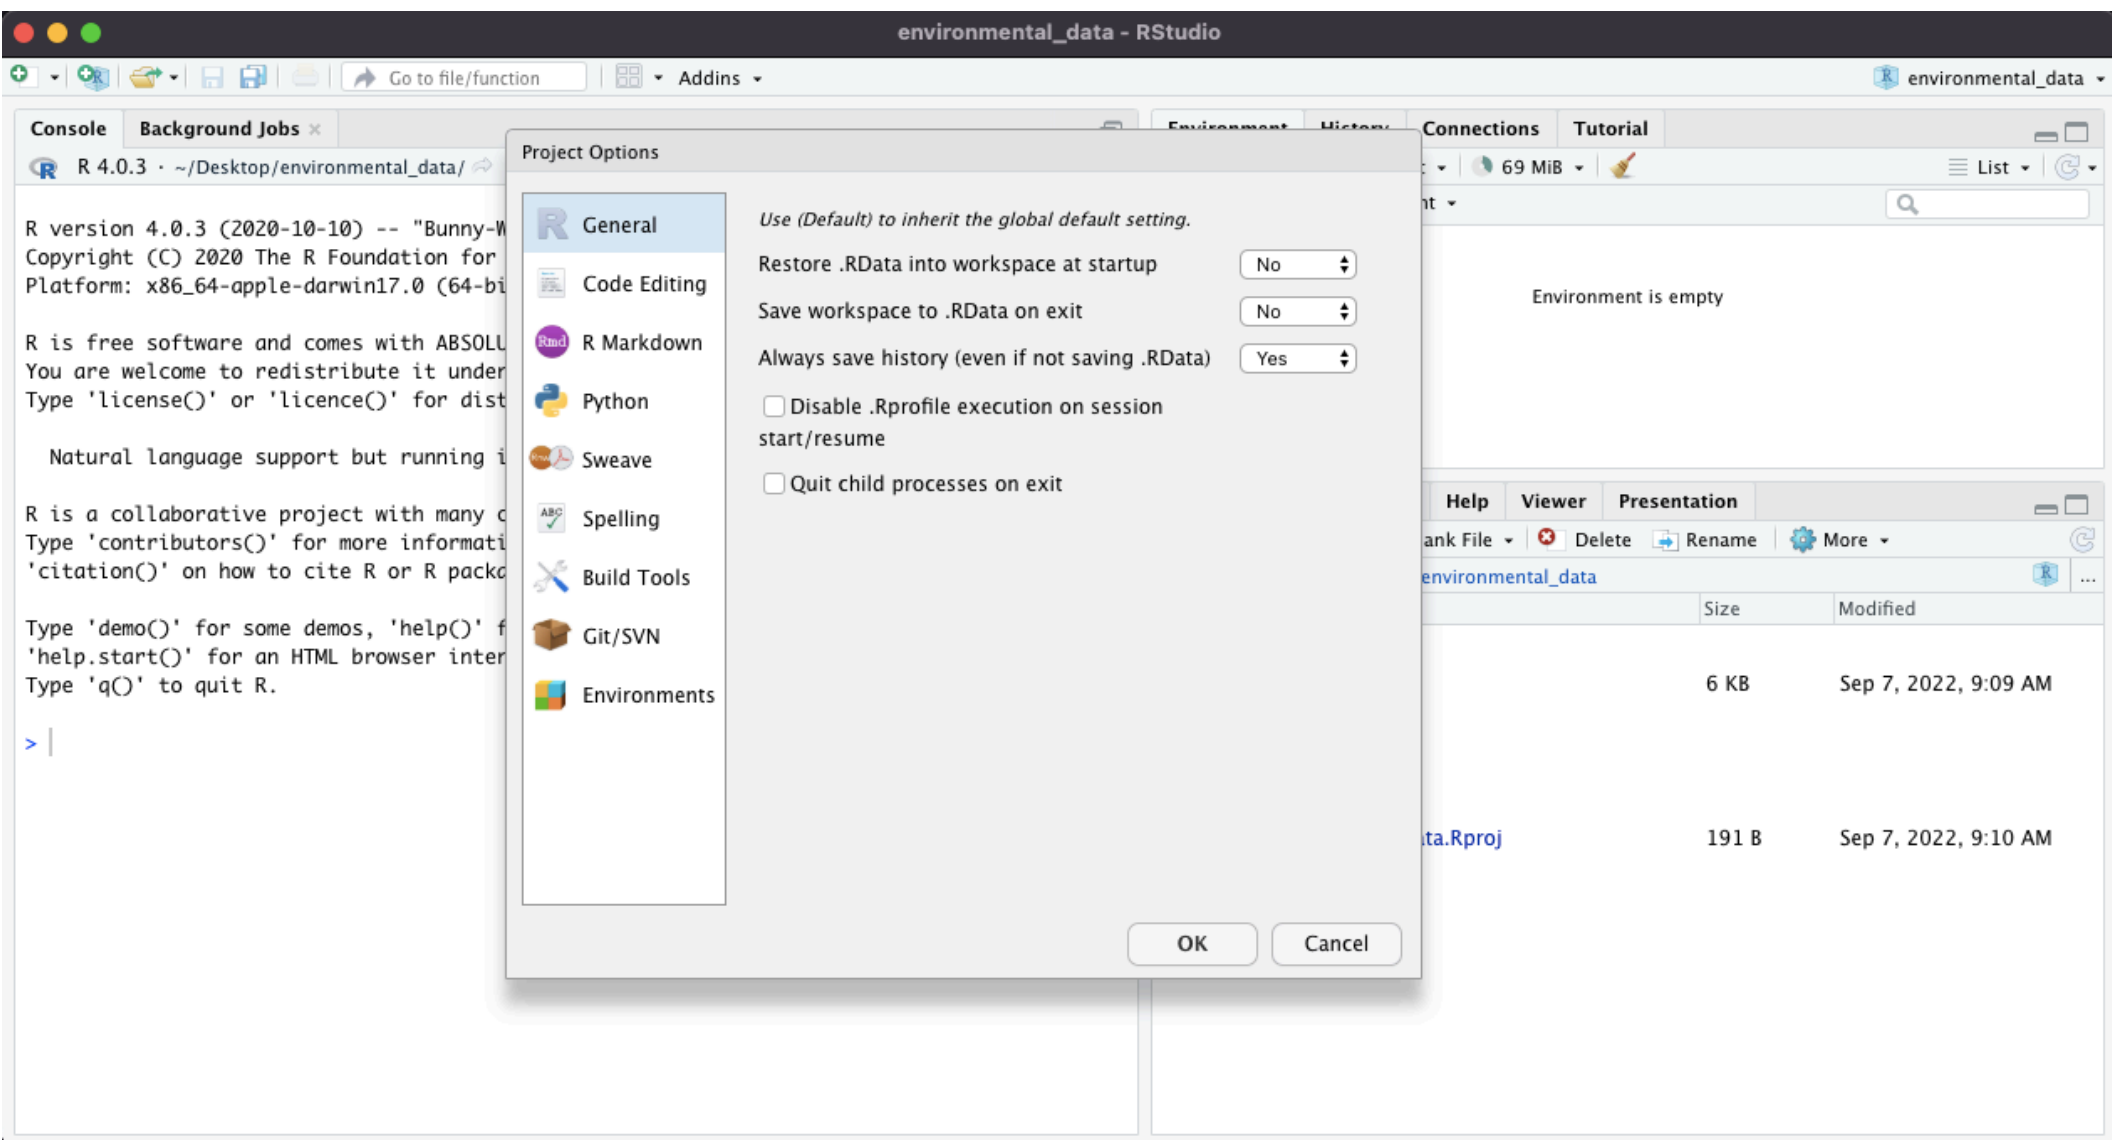 environmental_data - RStudio
Go to file/function
Addins
environmental_data
Console
Background Jobs
R 4.0.3 · ~/Desktop/environmental_data/
R version 4.0.3 (2020-10-10) -- "Bunny-W
Copyright (C) 2020 The R Foundation for
Platform: x86_64-apple-darwin17.0 (64-bi
R is free software and comes with ABSOLU
You are welcome to redistribute it under
Type 'license()' or 'licence()' for dist
Natural language support but running i
R is a collaborative project with many c
Type 'contributors()' for more informati
'citation()' on how to cite R or R packa
Type 'demo()' for some demos, 'help()' f
'help.start()' for an HTML browser inter
Type 'q()' to quit R.
>
Project Options
General
Code Editing
Rmd R Markdown
Python
Sweave
ABC Spelling
Build Tools
Git/SVN
Environments
Use (Default) to inherit the global default setting.
Restore .RData into workspace at startup No
Save workspace to .RData on exit No
Always save history (even if not saving .RData) Yes
Disable .Rprofile execution on session
start/resume
Quit child processes on exit
OK
Cancel
Environment History Connections Tutorial
69 MiB
List
nt
Environment is empty
Help Viewer Presentation
ank File Delete Rename More
environmental_data ...
Size Modified
6 KB Sep 7, 2022, 9:09 AM
ta.Rproj 191 B Sep 7, 2022, 9:10 AM